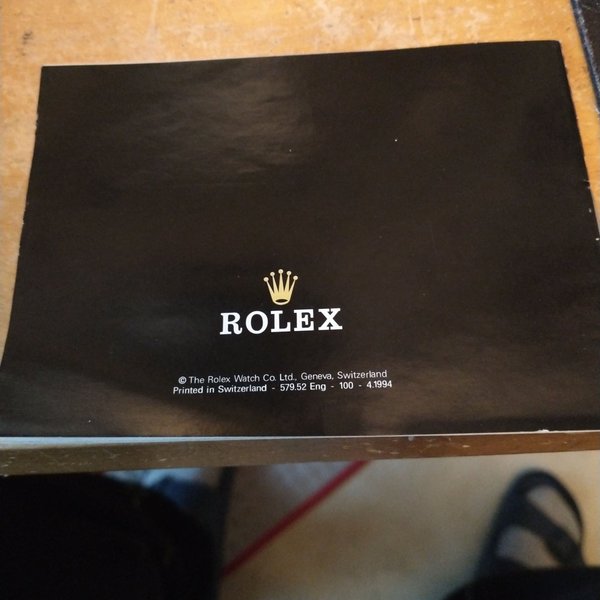 ROLEX
© The Rolex Watch Co. Ltd., Geneva, Switzerland
Printed in Switzerland - 579.52 Eng - 100 - 4.1994